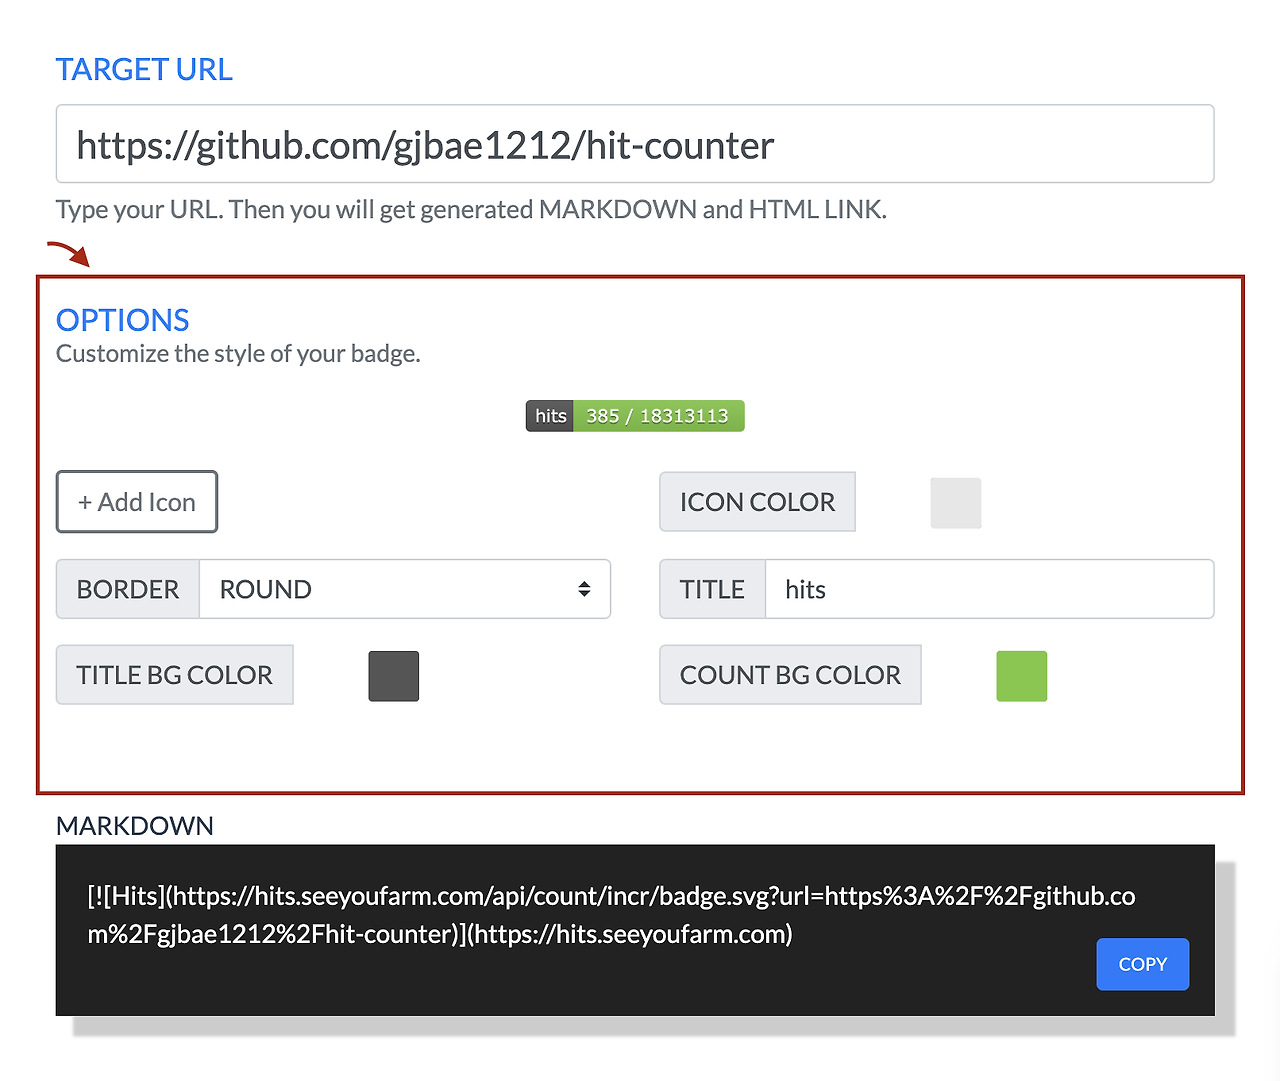 TARGET URL
https://github.com/gjbae1212/hit-counter
Type your URL. Then you will get generated MARKDOWN and HTML LINK.
OPTIONS
Customize the style of your badge.
hits 385 / 18313113
+ Add Icon
ICON COLOR
BORDER ROUND
TITLE hits
TITLE BG COLOR
COUNT BG COLOR
MARKDOWN
[![Hits](https://hits.seeyoufarm.com/api/count/incr/badge.svg?url=https%3A%2F%2Fgithub.co
m%2Fgjbae1212%2Fhit-counter)](https://hits.seeyoufarm.com)
COPY